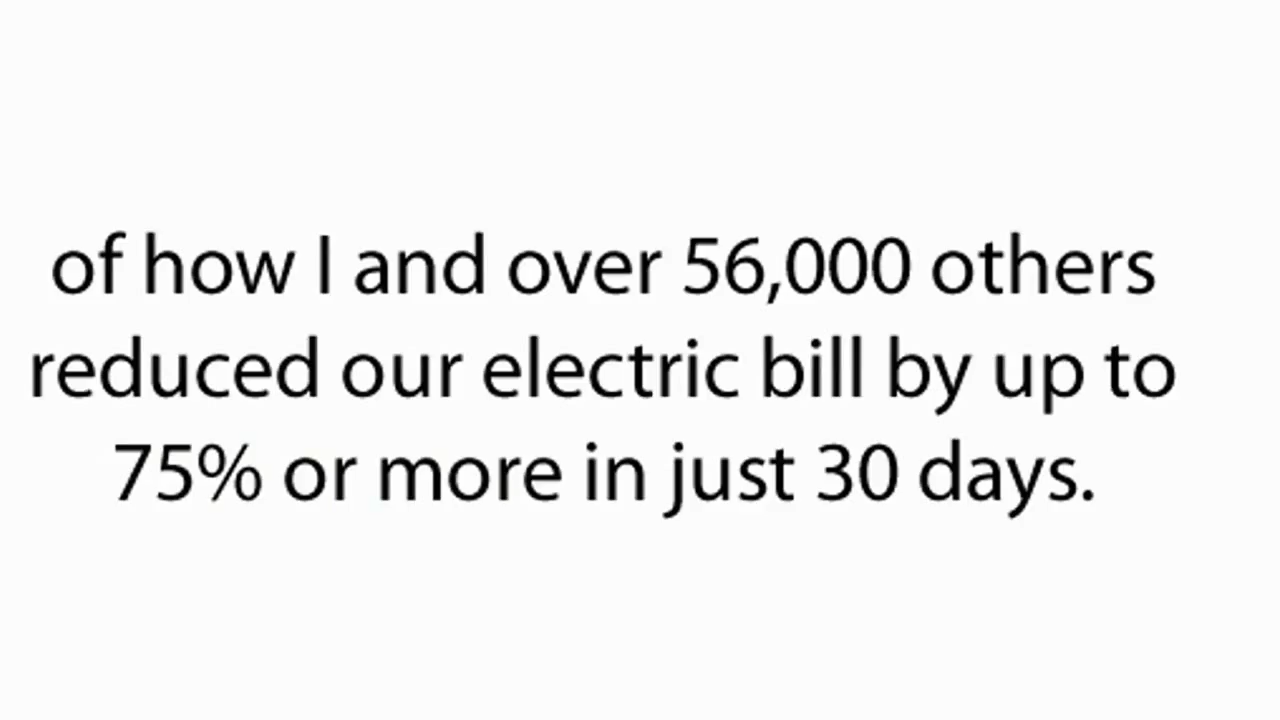 of how I and over 56,000 others
reduced our electric bill by up to
75% or more in just 30 days.